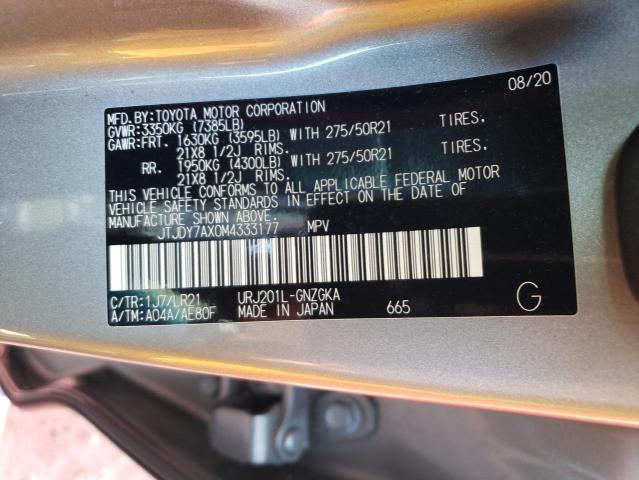 08/20
MFD.BY:TOYOTA MOTOR CORPORATION
GVWR:3350KG (7385LB)
GAWR:FRT. 1630KG (3595LB) WITH 275/50R21 TIRES.
21X8 1/2J RIMS.
RR. 1950KG (4300LB) WITH 275/50R21 TIRES.
21X8 1/2J RIMS.
THIS VEHICLE CONFORMS TO ALL APPLICABLE FEDERAL MOTOR
VEHICLE SAFETY STANDARDS IN EFFECT ON THE DATE OF
MANUFACTURE SHOWN ABOVE.
JTJDY7AX0M4333177 MPV
C/TR:1J7/LR21 URJ201L-GNZGKA
A/TM:A04A/AE80F MADE IN JAPAN 665
G